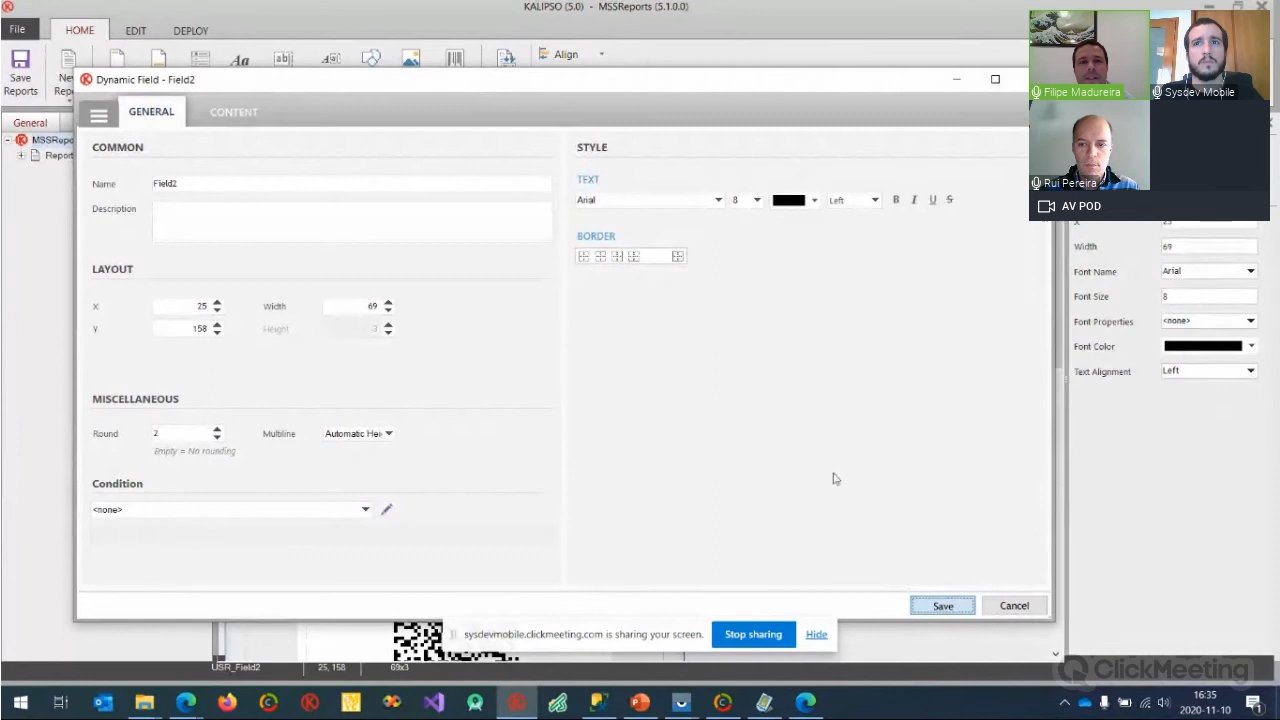 KALIPSO (5.0) - MSSReports (5.1.0.0)
File HOME EDIT DEPLOY
Align
Save
Reports
General
MSSRepo
Report
Dynamic Field - Field2
GENERAL CONTENT
COMMON
Name Field2
Description
LAYOUT
X 25 Width 69
Y 158 Height 3
MISCELLANEOUS
Round 2 Multiline Automatic Hei
Empty = No rounding
Condition
<none>
STYLE
TEXT
Arial 8 Left B I U S
BORDER
Save Cancel
Filipe Madureira Sysdev Mobile
Rui Pereira
AV POD
Width 69
Font Name Arial
Font Size 8
Font Properties <none>
Font Color
Text Alignment Left
sysdevmobile.clickmeeting.com is sharing your screen. Stop sharing Hide
USR_Field2 25, 158 69x3
ClickMeeting
16:35
2020-11-10